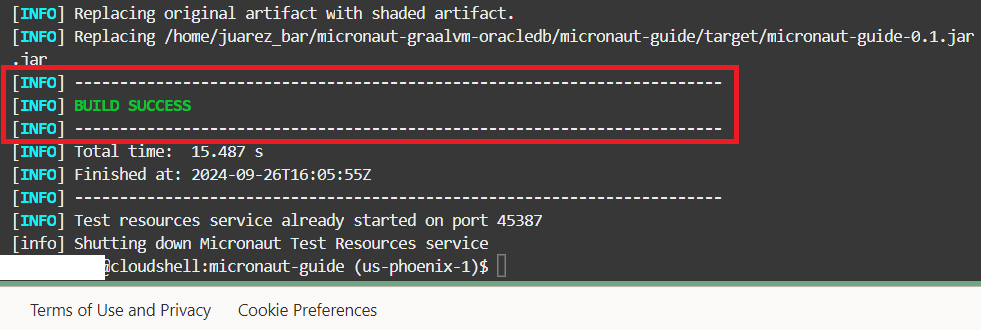 [INFO] Replacing original artifact with shaded artifact.
[INFO] Replacing /home/juarez_bar/micronaut-graalvm-oracledb/micronaut-guide/target/micronaut-guide-0.1.jar
.jar
[INFO] ------------------------------------------------------------------------
[INFO] BUILD SUCCESS
[INFO] ------------------------------------------------------------------------
[INFO] Total time:  15.487 s
[INFO] Finished at: 2024-09-26T16:05:55Z
[INFO] ------------------------------------------------------------------------
[INFO] Test resources service already started on port 45387
[info] Shutting down Micronaut Test Resources service
@cloudshell:micronaut-guide (us-phoenix-1)$
Terms of Use and Privacy Cookie Preferences